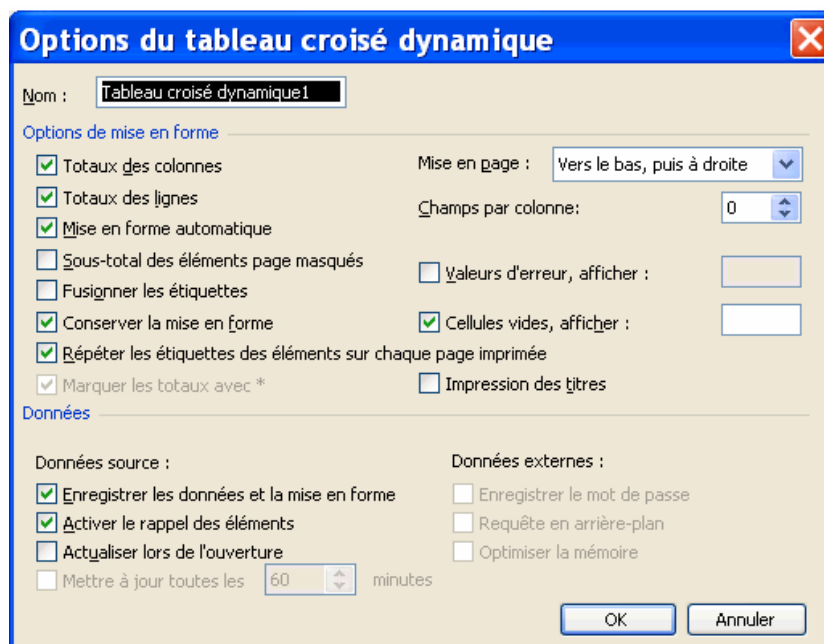 Options du tableau croisé dynamique
Nom : Tableau croisé dynamique1
Options de mise en forme
Totaux des colonnes Mise en page : Vers le bas, puis à droite
Totaux des lignes
Champs par colonne: 0
Mise en forme automatique
Sous-total des éléments page masqués
Valeurs d'erreur, afficher :
Fusionner les étiquettes
Conserver la mise en forme Cellules vides, afficher :
Répéter les étiquettes des éléments sur chaque page imprimée
Marquer les totaux avec * Impression des titres
Données
Données source : Données externes :
Enregistrer les données et la mise en forme Enregistrer le mot de passe
Activer le rappel des éléments Requête en arrière-plan
Actualiser lors de l'ouverture Optimiser la mémoire
Mettre à jour toutes les 60 minutes
OK Annuler